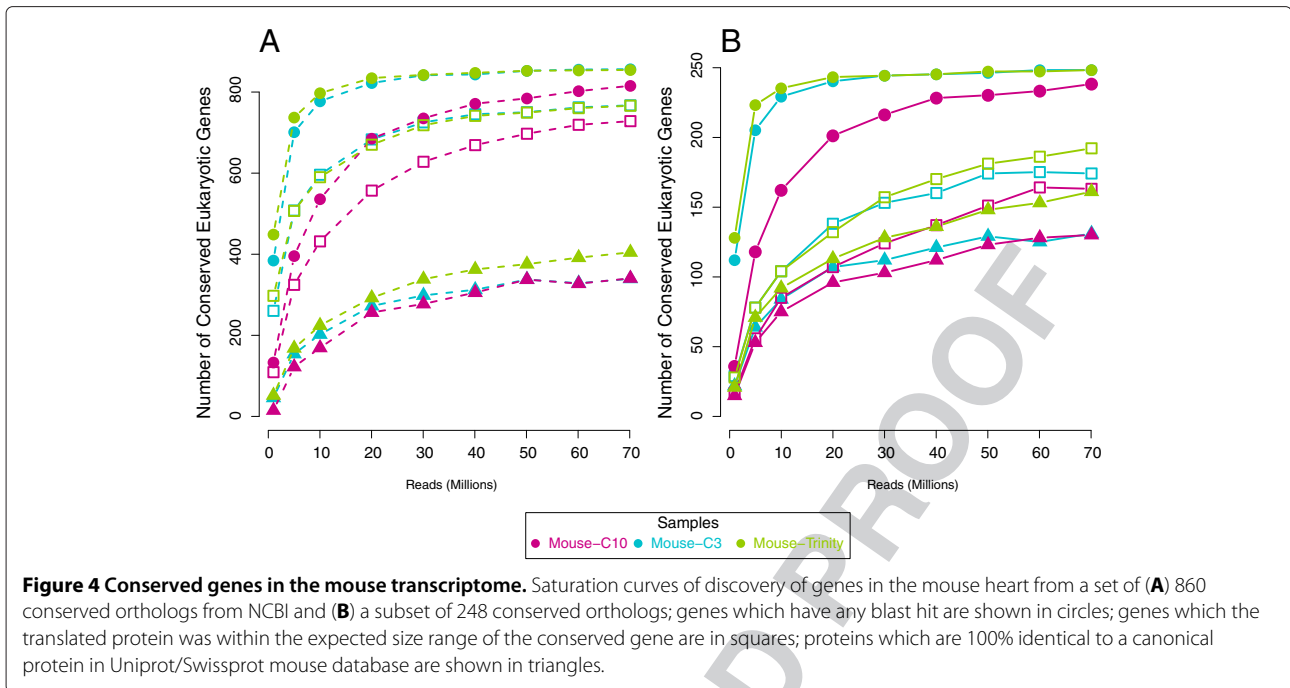 A
B
Number of Conserved Eukaryotic Genes
0
200
400
600
800
0 10 20 30 40 50 60 70
Reads (Millions)
Number of Conserved Eukaryotic Genes
0
50
100
150
200
250
0 10 20 30 40 50 60 70
Reads (Millions)
Samples
Mouse−C10 Mouse−C3 Mouse−Trinity
D PROOF
Figure 4 Conserved genes in the mouse transcriptome. Saturation curves of discovery of genes in the mouse heart from a set of (A) 860
conserved orthologs from NCBI and (B) a subset of 248 conserved orthologs; genes which have any blast hit are shown in circles; genes which the
translated protein was within the expected size range of the conserved gene are in squares; proteins which are 100% identical to a canonical
protein in Uniprot/Swissprot mouse database are shown in triangles.